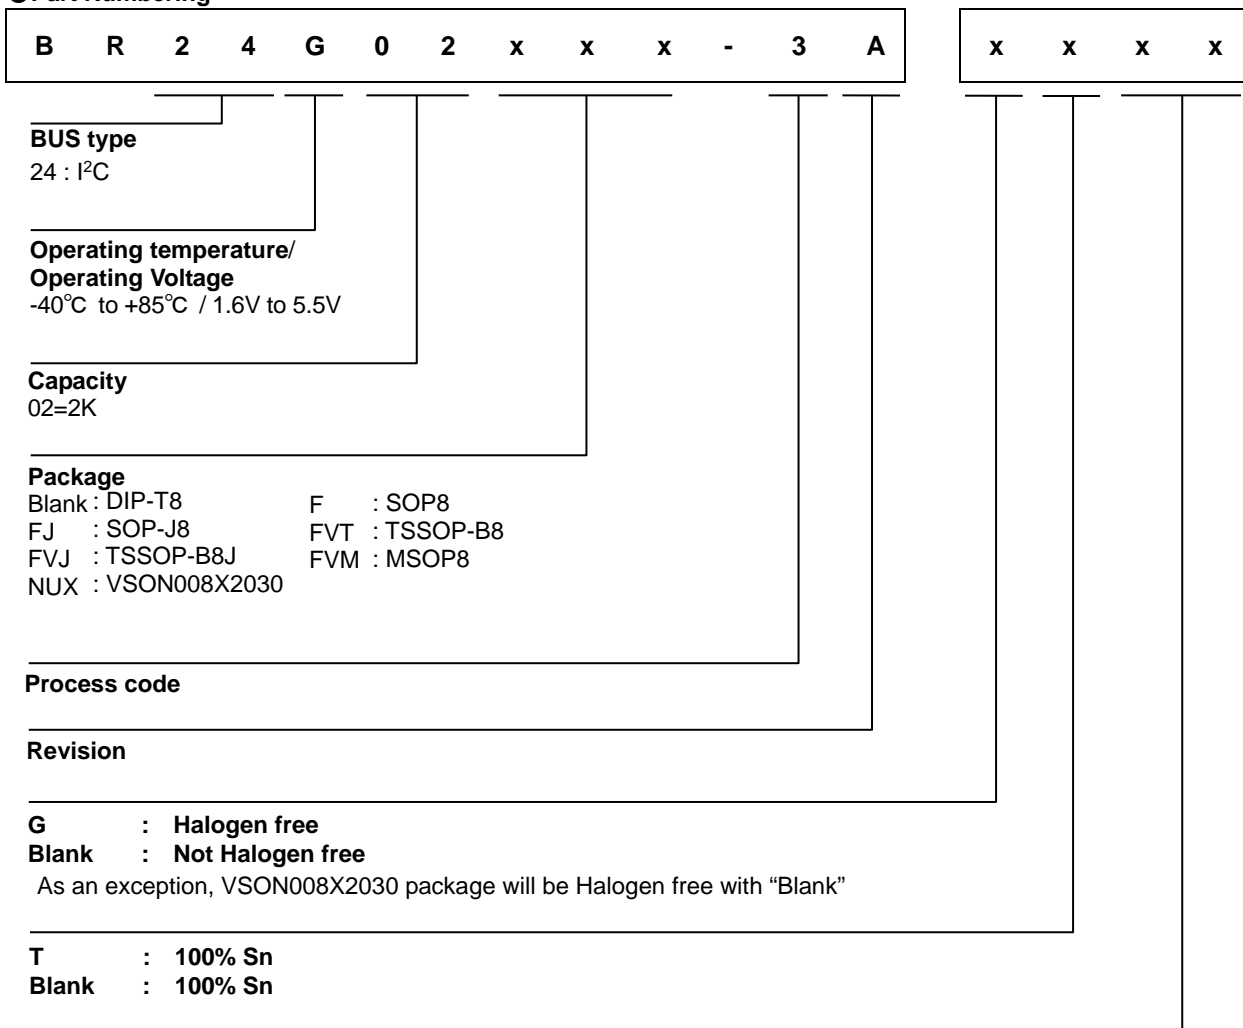 Part Numbering
B R 2 4 G 0 2 x x x - 3 A x x x x
BUS type
24 : I²C
Operating temperature/
Operating Voltage
-40℃ to +85℃ / 1.6V to 5.5V
Capacity
02=2K
Package
Blank : DIP-T8 F : SOP8
FJ : SOP-J8 FVT : TSSOP-B8
FVJ : TSSOP-B8J FVM : MSOP8
NUX : VSON008X2030
Process code
Revision
G : Halogen free
Blank : Not Halogen free
As an exception, VSON008X2030 package will be Halogen free with “Blank”
T : 100% Sn
Blank : 100% Sn